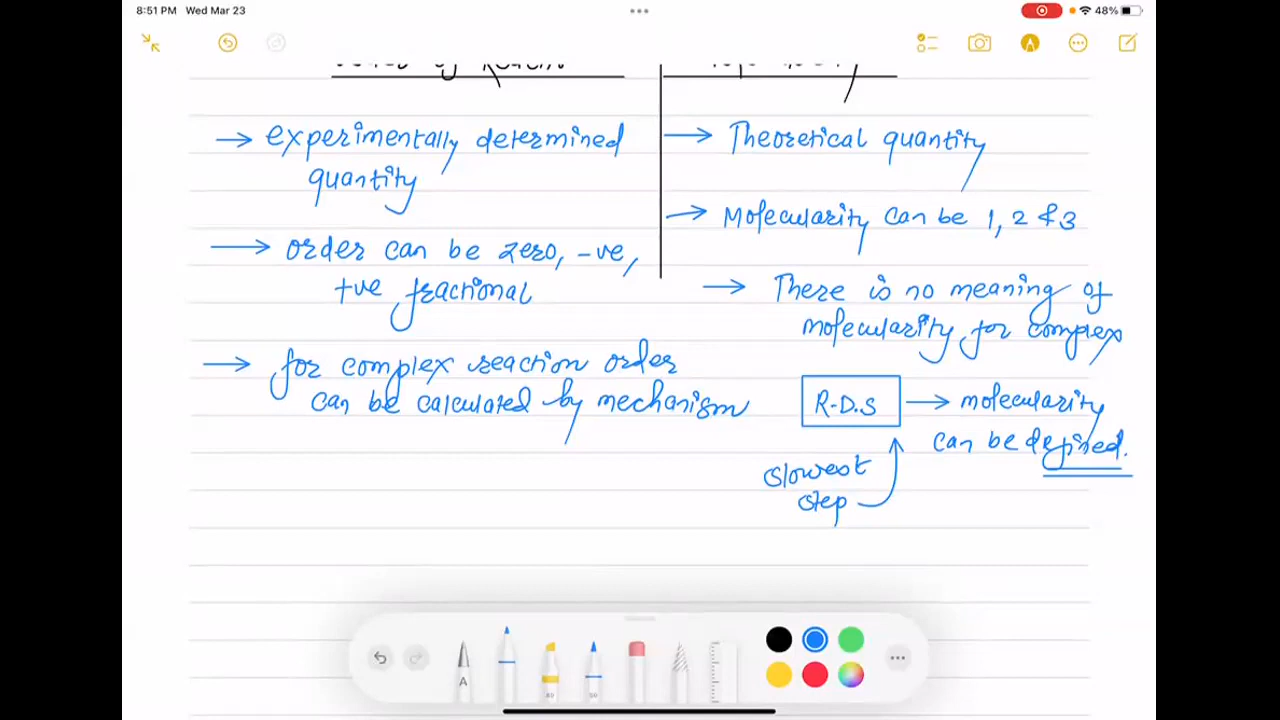 8:51 PM Wed Mar 23
48%
→ experimentally determined
quantity
→ order can be zero, -ve,
+ve fractional
→ for complex reaction order
can be calculated by mechanism
→ Theoretical quantity
→ Molecularity can be 1, 2 & 3
→ There is no meaning of
molecularity for complex
R-D.S → molecularity
can be defined.
slowest
step
A